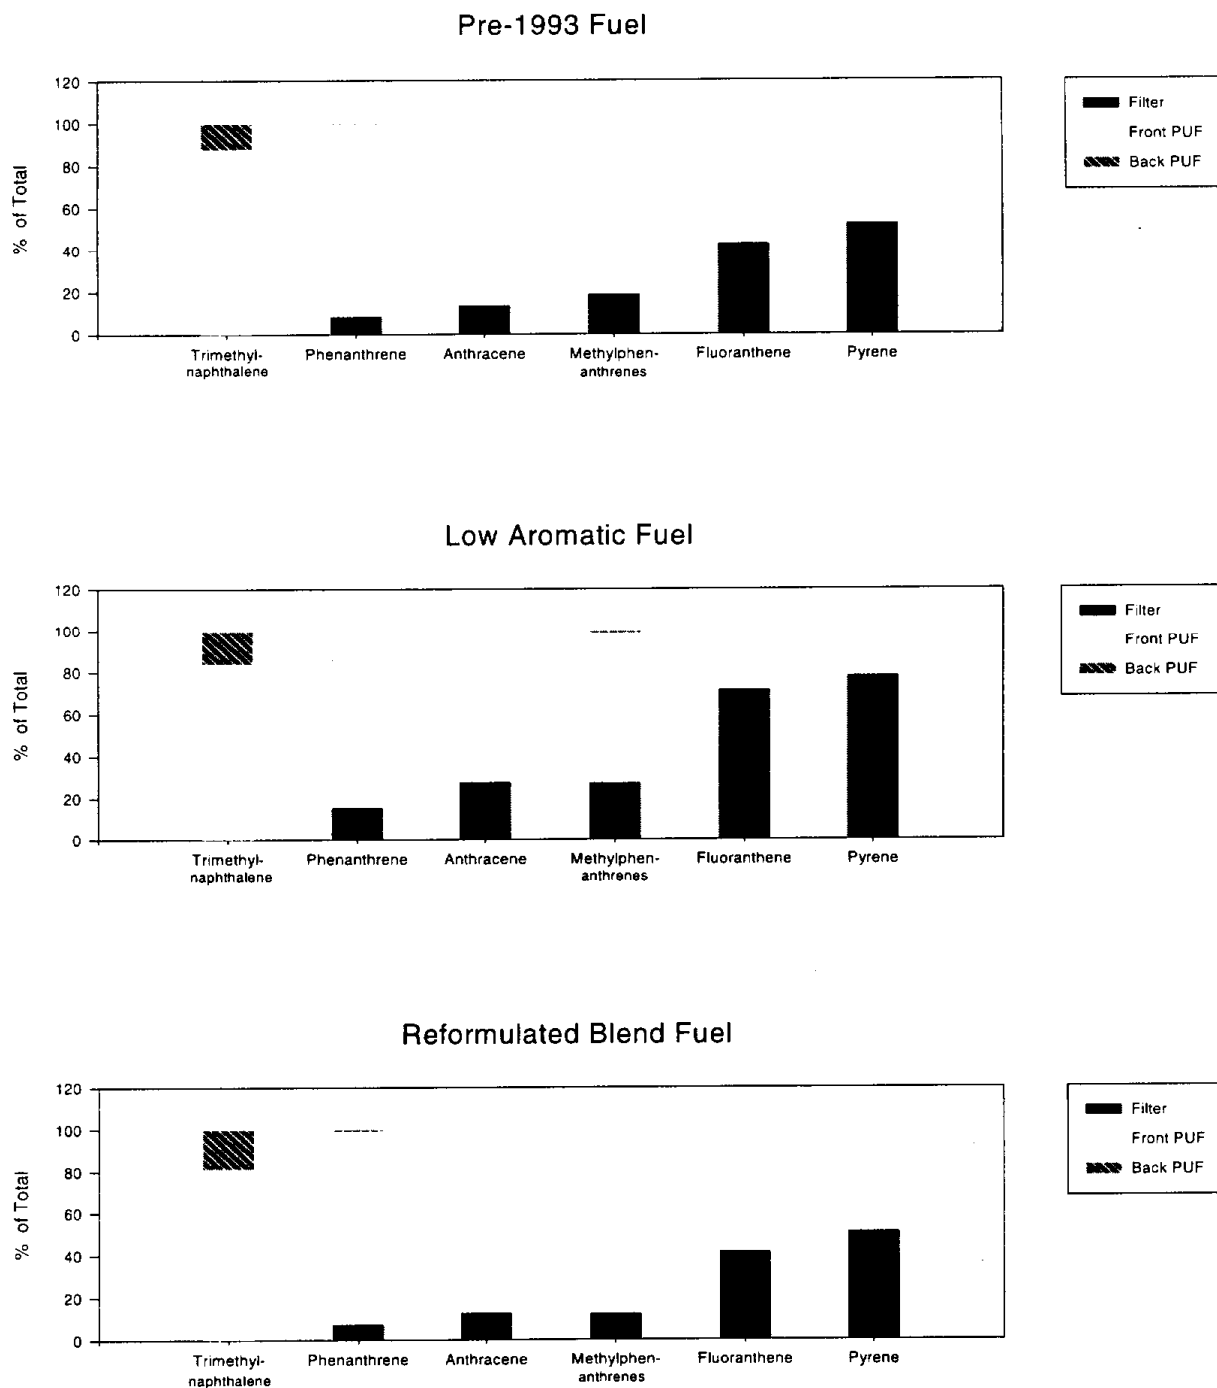 Pre-1993 Fuel
120
100
80
60
40
20
0
% of Total
Trimethyl-
naphthalene
Phenanthrene
Anthracene
Methylphen-
anthrenes
Fluoranthene
Pyrene
Filter
Front PUF
Back PUF
Low Aromatic Fuel
120
100
80
60
40
20
0
% of Total
Trimethyl-
naphthalene
Phenanthrene
Anthracene
Methylphen-
anthrenes
Fluoranthene
Pyrene
Filter
Front PUF
Back PUF
Reformulated Blend Fuel
120
100
80
60
40
20
0
% of Total
Trimethyl-
naphthalene
Phenanthrene
Anthracene
Methylphen-
anthrenes
Fluoranthene
Pyrene
Filter
Front PUF
Back PUF